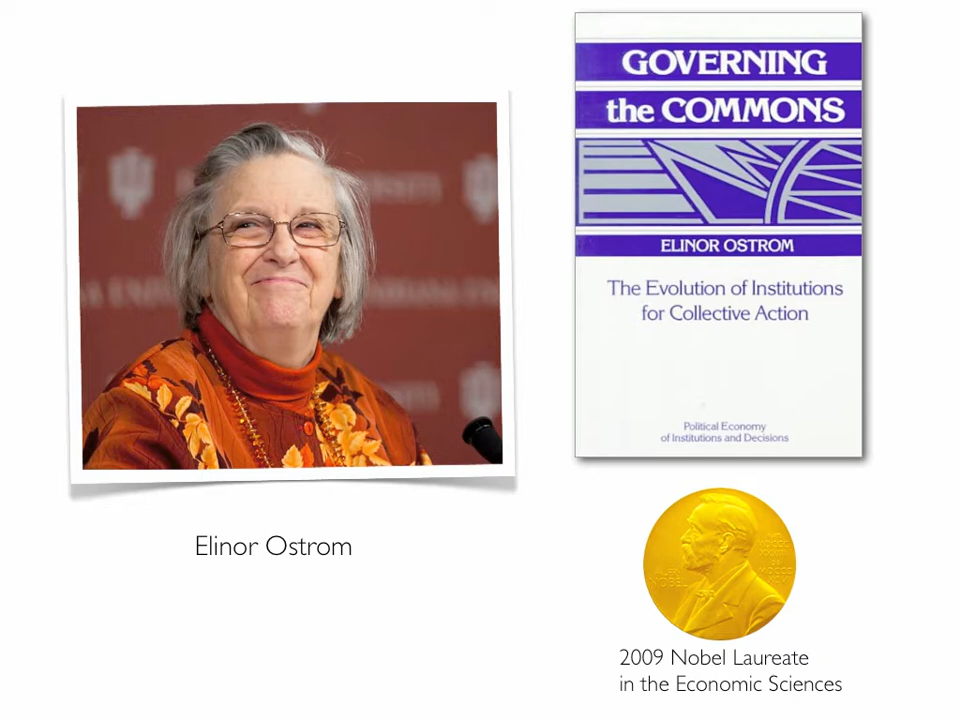 GOVERNING
the COMMONS
ELINOR OSTROM
The Evolution of Institutions
for Collective Action
Political Economy
of Institutions and Decisions
Elinor Ostrom
2009 Nobel Laureate
in the Economic Sciences